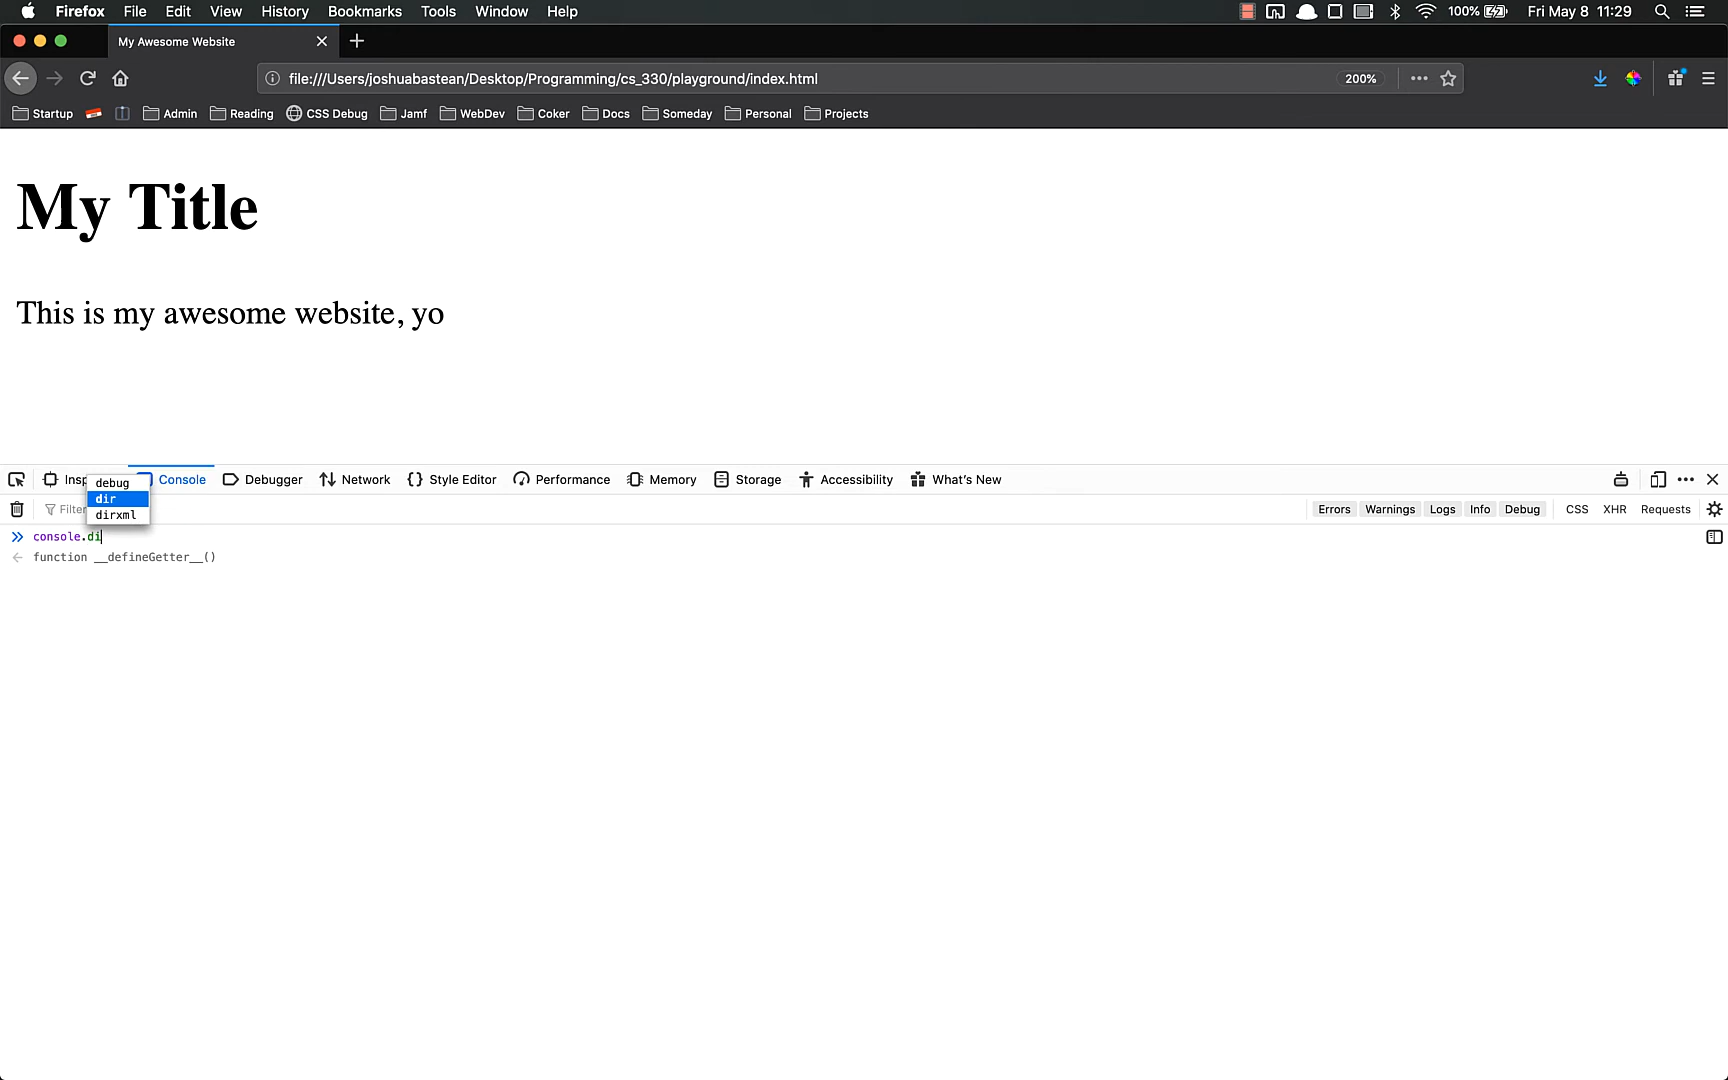 Firefox File Edit View History Bookmarks Tools Window Help 100% Fri May 8 11:29
My Awesome Website
file:///Users/joshuabastean/Desktop/Programming/cs_330/playground/index.html 200%
Startup Admin Reading CSS Debug Jamf WebDev Coker Docs Someday Personal Projects
My Title
This is my awesome website, yo
Insp Console Debugger Network Style Editor Performance Memory Storage Accessibility What's New
debug
dir
dirxml
Filter Errors Warnings Logs Info Debug CSS XHR Requests
console.di
function __defineGetter__()